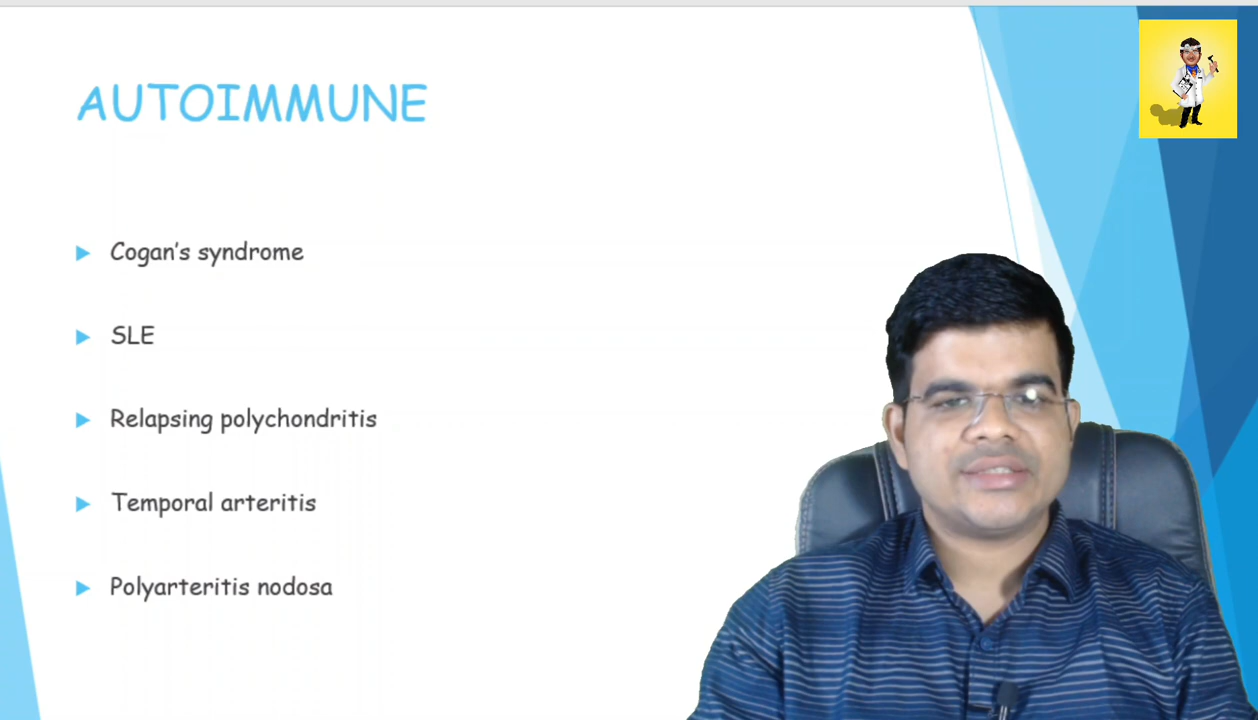 AUTOIMMUNE
Cogan's syndrome
SLE
Relapsing polychondritis
Temporal arteritis
Polyarteritis nodosa